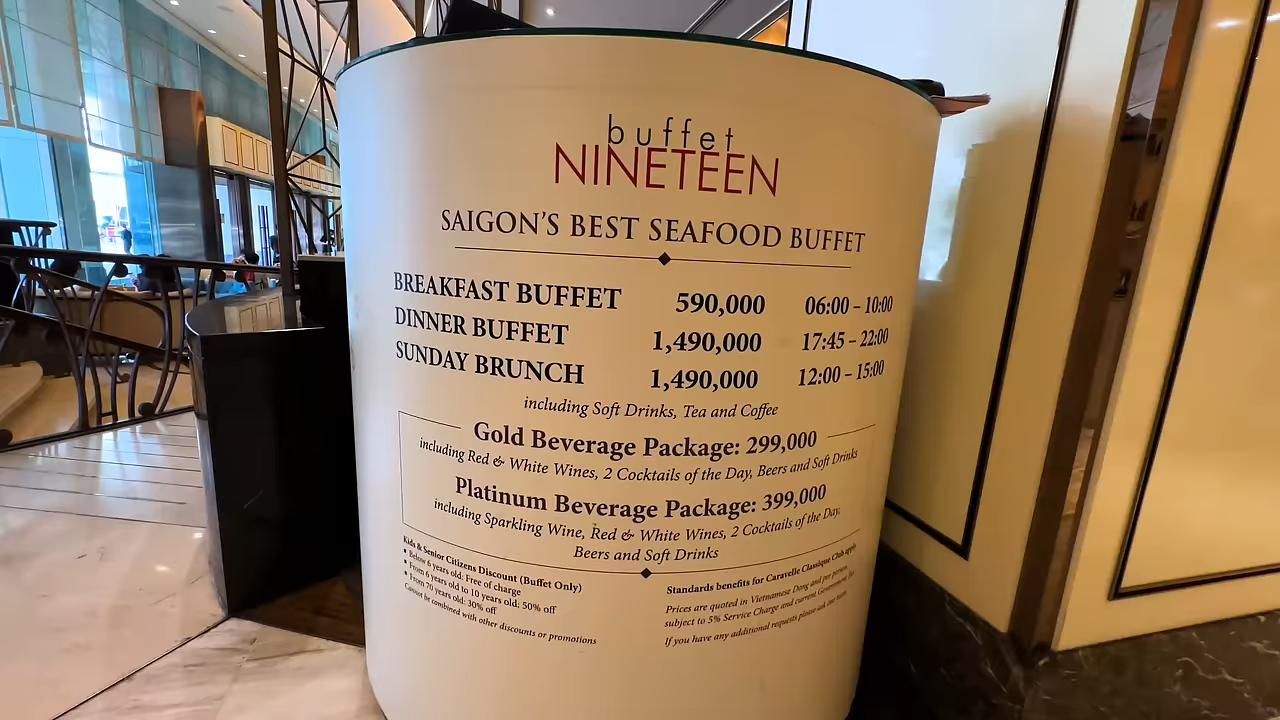 buffet
NINETEEN
SAIGON'S BEST SEAFOOD BUFFET
BREAKFAST BUFFET 590,000 06:00 – 10:00
DINNER BUFFET 1,490,000 17:45 – 22:00
SUNDAY BRUNCH 1,490,000 12:00 – 15:00
including Soft Drinks, Tea and Coffee
Gold Beverage Package: 299,000
including Red & White Wines, 2 Cocktails of the Day, Beers and Soft Drinks
Platinum Beverage Package: 399,000
including Sparkling Wine, Red & White Wines, 2 Cocktails of the Day,
Beers and Soft Drinks
Kids & Senior Citizens Discount (Buffet Only)
• Below 6 years old: Free of charge
• From 6 years old to 10 years old: 50% off
• From 70 years old: 30% off
Cannot be combined with other discounts or promotions
Standards benefits for Caravelle Classique Club apply
Prices are quoted in Vietnamese Dong and per person,
subject to 5% Service Charge and current Government
If you have any additional requests please ask our team